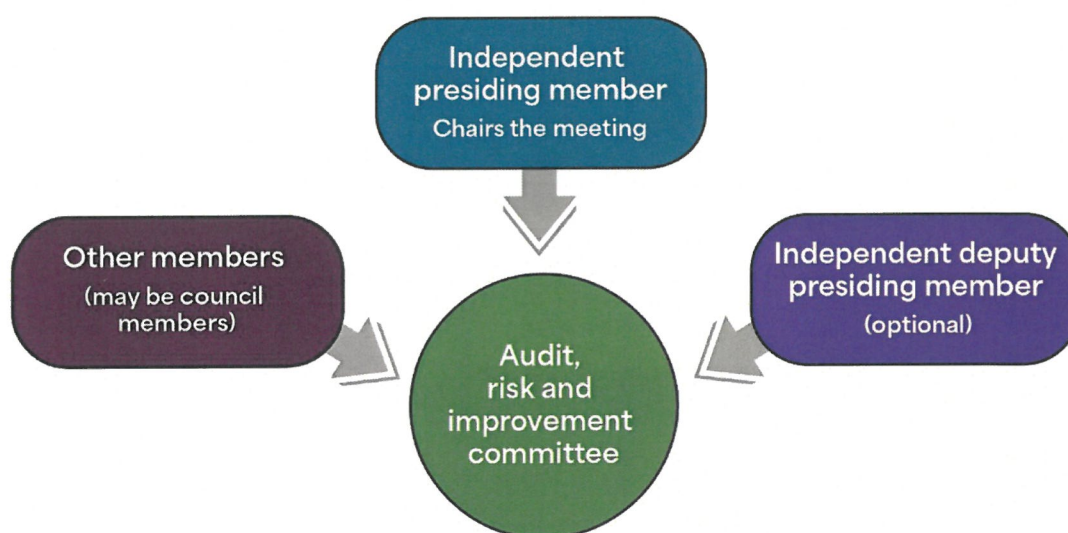 Independent
presiding member
Chairs the meeting
Other members
(may be council
members)
Independent deputy
presiding member
(optional)
Audit,
risk and
improvement
committee